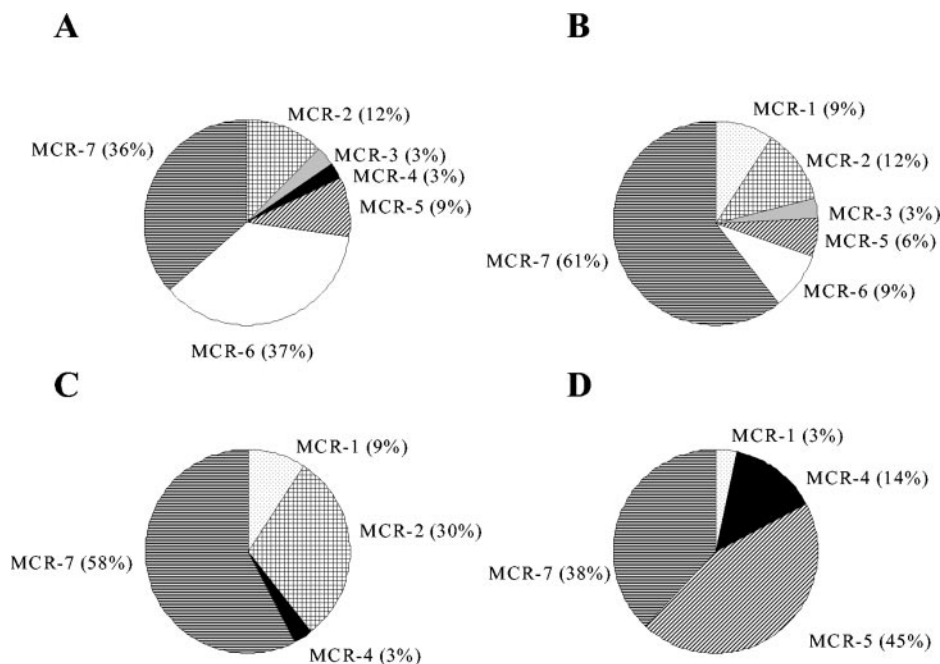 A
MCR-2 (12%)
MCR-7 (36%)
MCR-3 (3%)
MCR-4 (3%)
MCR-5 (9%)
MCR-6 (37%)
B
MCR-1 (9%)
MCR-2 (12%)
MCR-3 (3%)
MCR-5 (6%)
MCR-7 (61%)
MCR-6 (9%)
C
MCR-1 (9%)
MCR-2 (30%)
MCR-7 (58%)
MCR-4 (3%)
D
MCR-1 (3%)
MCR-4 (14%)
MCR-7 (38%)
MCR-5 (45%)